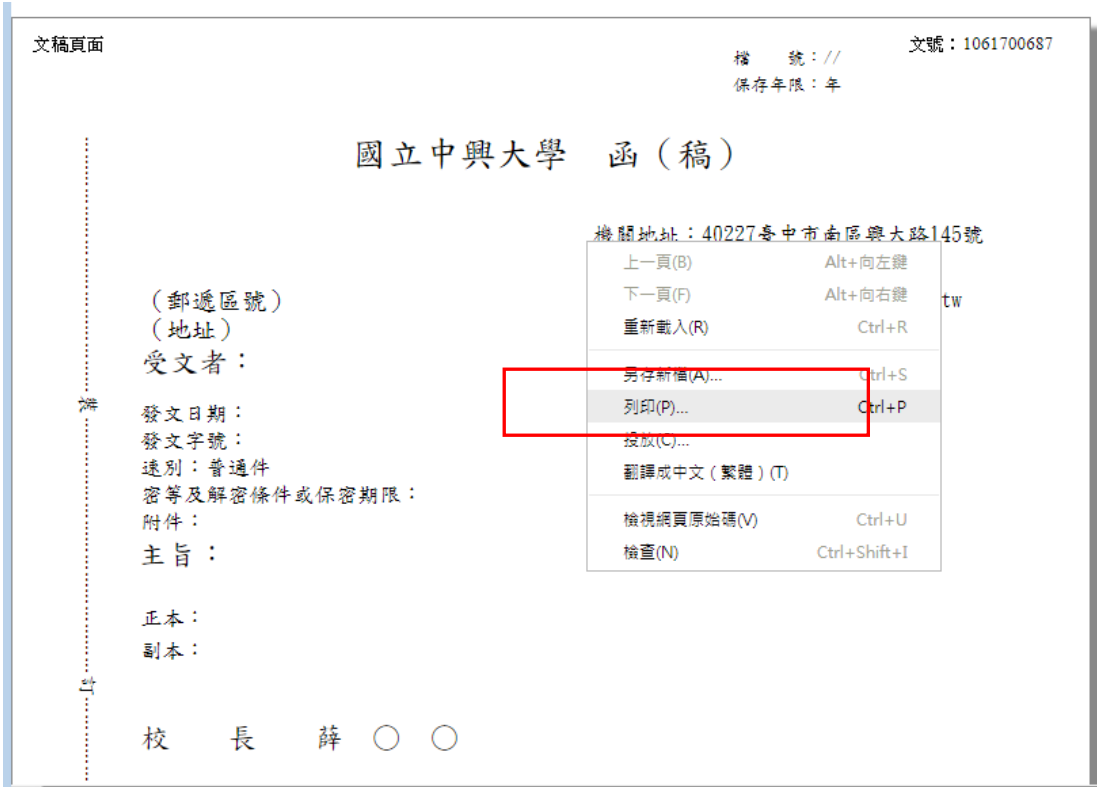 文稿頁面
文號：1061700687
檔　　號：//
保存年限：年
國立中興大學　函（稿）
機關地址：40227臺中市南區興大路145號
上一頁(B) Alt+向左鍵
（郵遞區號）
下一頁(F) Alt+向右鍵
tw
（地址）
重新載入(R) Ctrl+R
受文者：
另存新檔(A)... Ctrl+S
裝
發文日期：
列印(P)... Ctrl+P
發文字號：
投放(C)...
速別：普通件
翻譯成中文（繁體）(T)
密等及解密條件或保密期限：
附件：
檢視網頁原始碼(V) Ctrl+U
主旨：
檢查(N) Ctrl+Shift+I
正本：
副本：
訂
校　　長　　薛　○　○